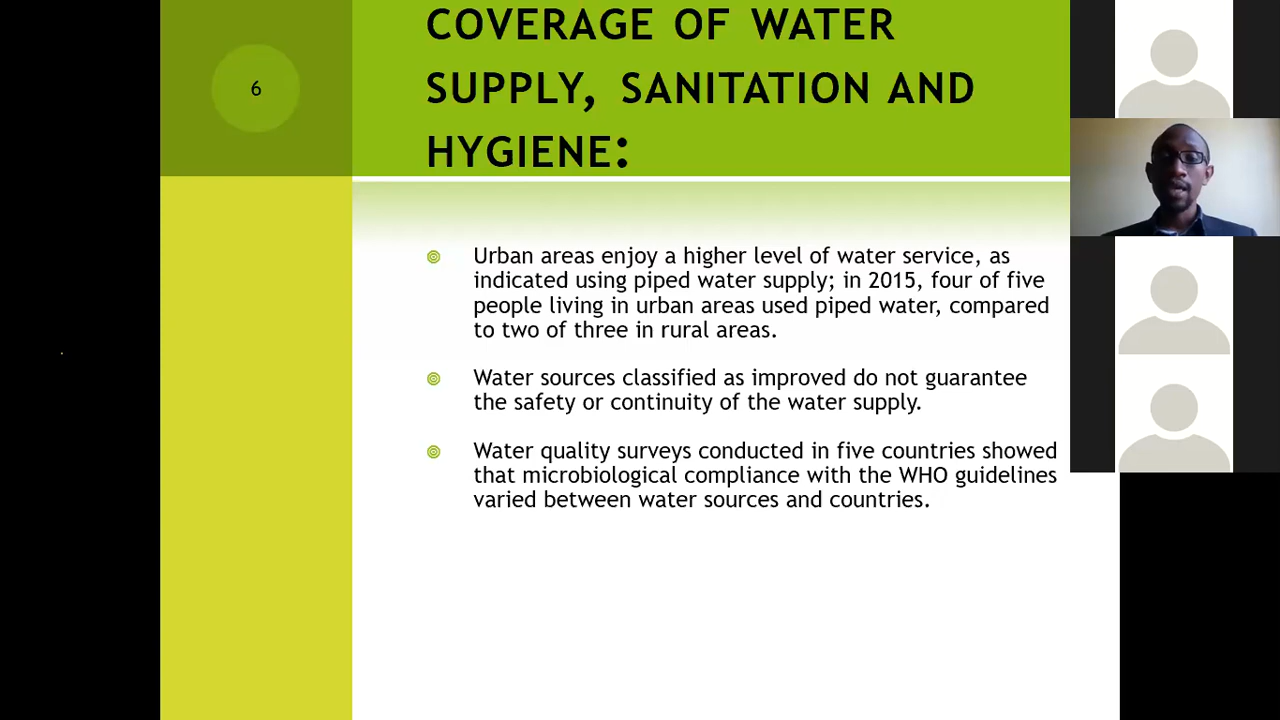 6
COVERAGE OF WATER
SUPPLY, SANITATION AND
HYGIENE:
Urban areas enjoy a higher level of water service, as
indicated using piped water supply; in 2015, four of five
people living in urban areas used piped water, compared
to two of three in rural areas.
Water sources classified as improved do not guarantee
the safety or continuity of the water supply.
Water quality surveys conducted in five countries showed
that microbiological compliance with the WHO guidelines
varied between water sources and countries.